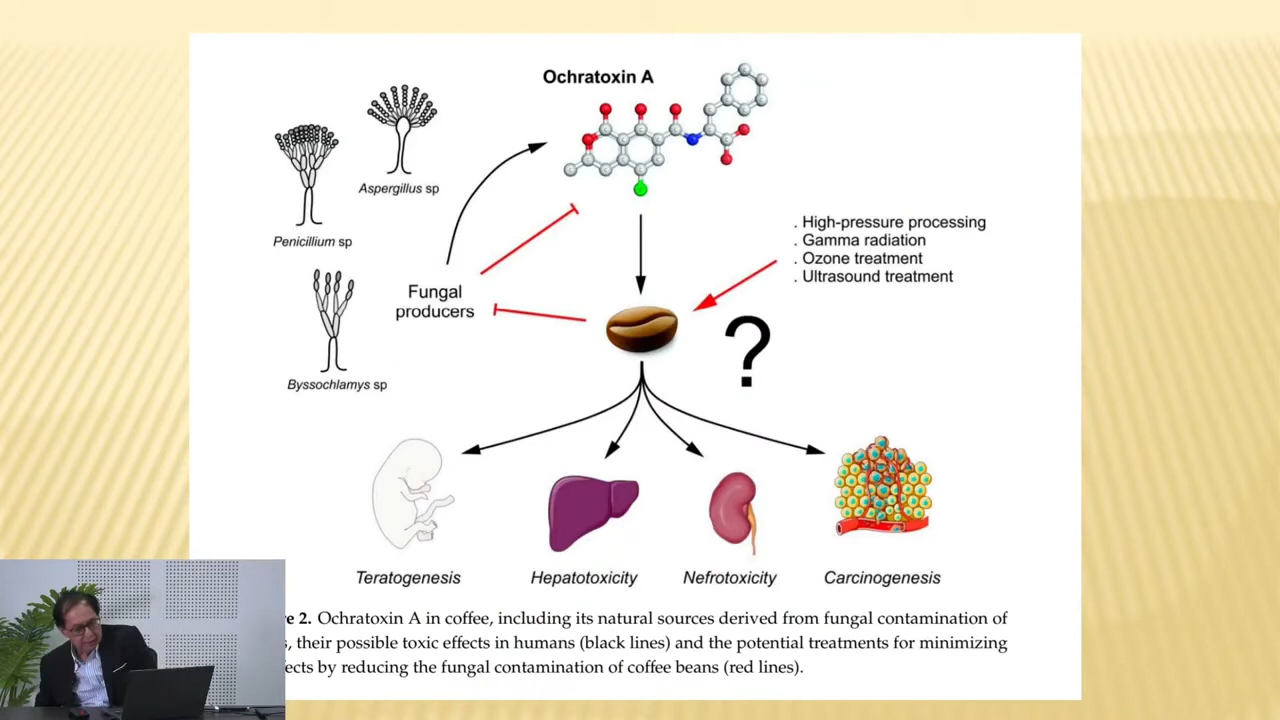 Ochratoxin A
Aspergillus sp
Penicillium sp
. High-pressure processing
. Gamma radiation
. Ozone treatment
. Ultrasound treatment
Fungal
producers
?
Byssochlamys sp
Teratogenesis
Hepatotoxicity
Nefrotoxicity
Carcinogenesis
2. Ochratoxin A in coffee, including its natural sources derived from fungal contamination of
their possible toxic effects in humans (black lines) and the potential treatments for minimizing
by reducing the fungal contamination of coffee beans (red lines).